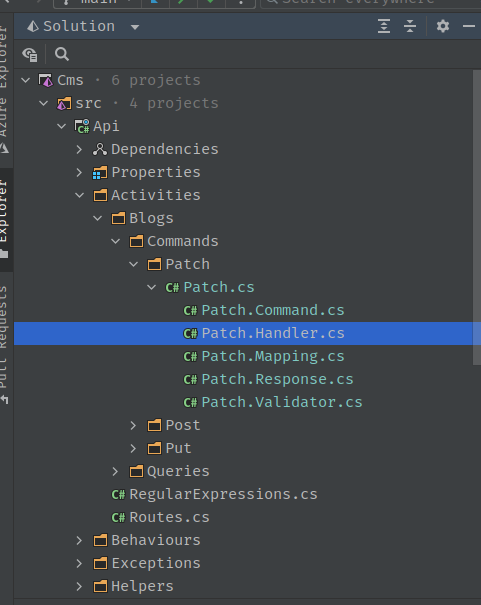 main
Search everywhere
Solution
Cms · 6 projects
src · 4 projects
Api
Dependencies
Properties
Activities
Blogs
Commands
Patch
C# Patch.cs
C# Patch.Command.cs
C# Patch.Handler.cs
C# Patch.Mapping.cs
C# Patch.Response.cs
C# Patch.Validator.cs
Post
Put
Queries
C# RegularExpressions.cs
C# Routes.cs
Behaviours
Exceptions
Helpers
Azure Explorer
Explorer
Pull Requests